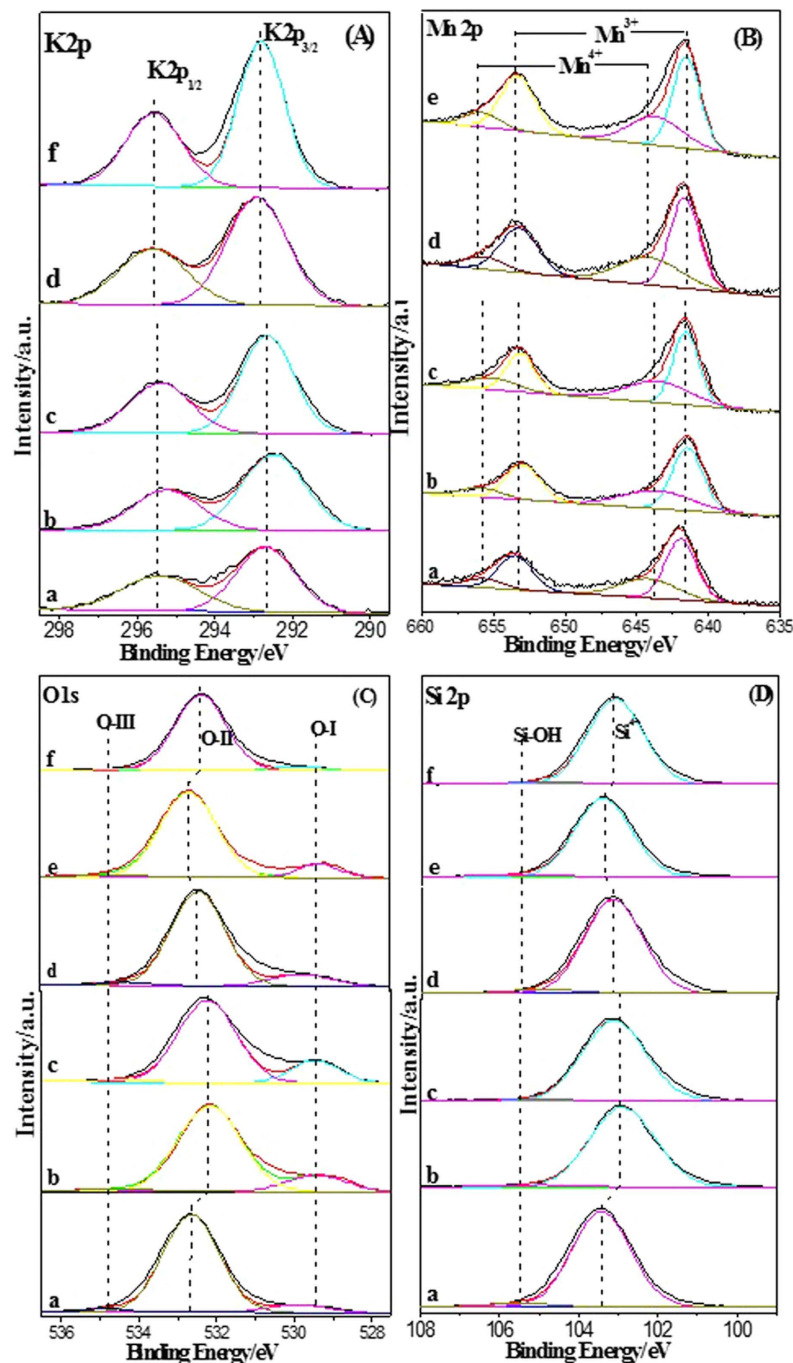 K2p
(A)
K2p3/2
K2p1/2
f
d
c
b
a
Intensity/a.u.
298 296 294 292 290
Binding Energy/eV
Mn 2p
Mn3+
(B)
Mn4+
e
d
c
b
a
Intensity/a.u.
660 655 650 645 640 635
Binding Energy/eV
O1s
(C)
O-III
O-II
O-I
f
e
d
c
b
a
Intensity/a.u.
536 532 528
Binding Energy/eV
Si 2p
(D)
Si-OH
Si4+
f
e
d
c
b
a
Intensity/a.u.
108 106 104 102 100
Binding Energy/eV